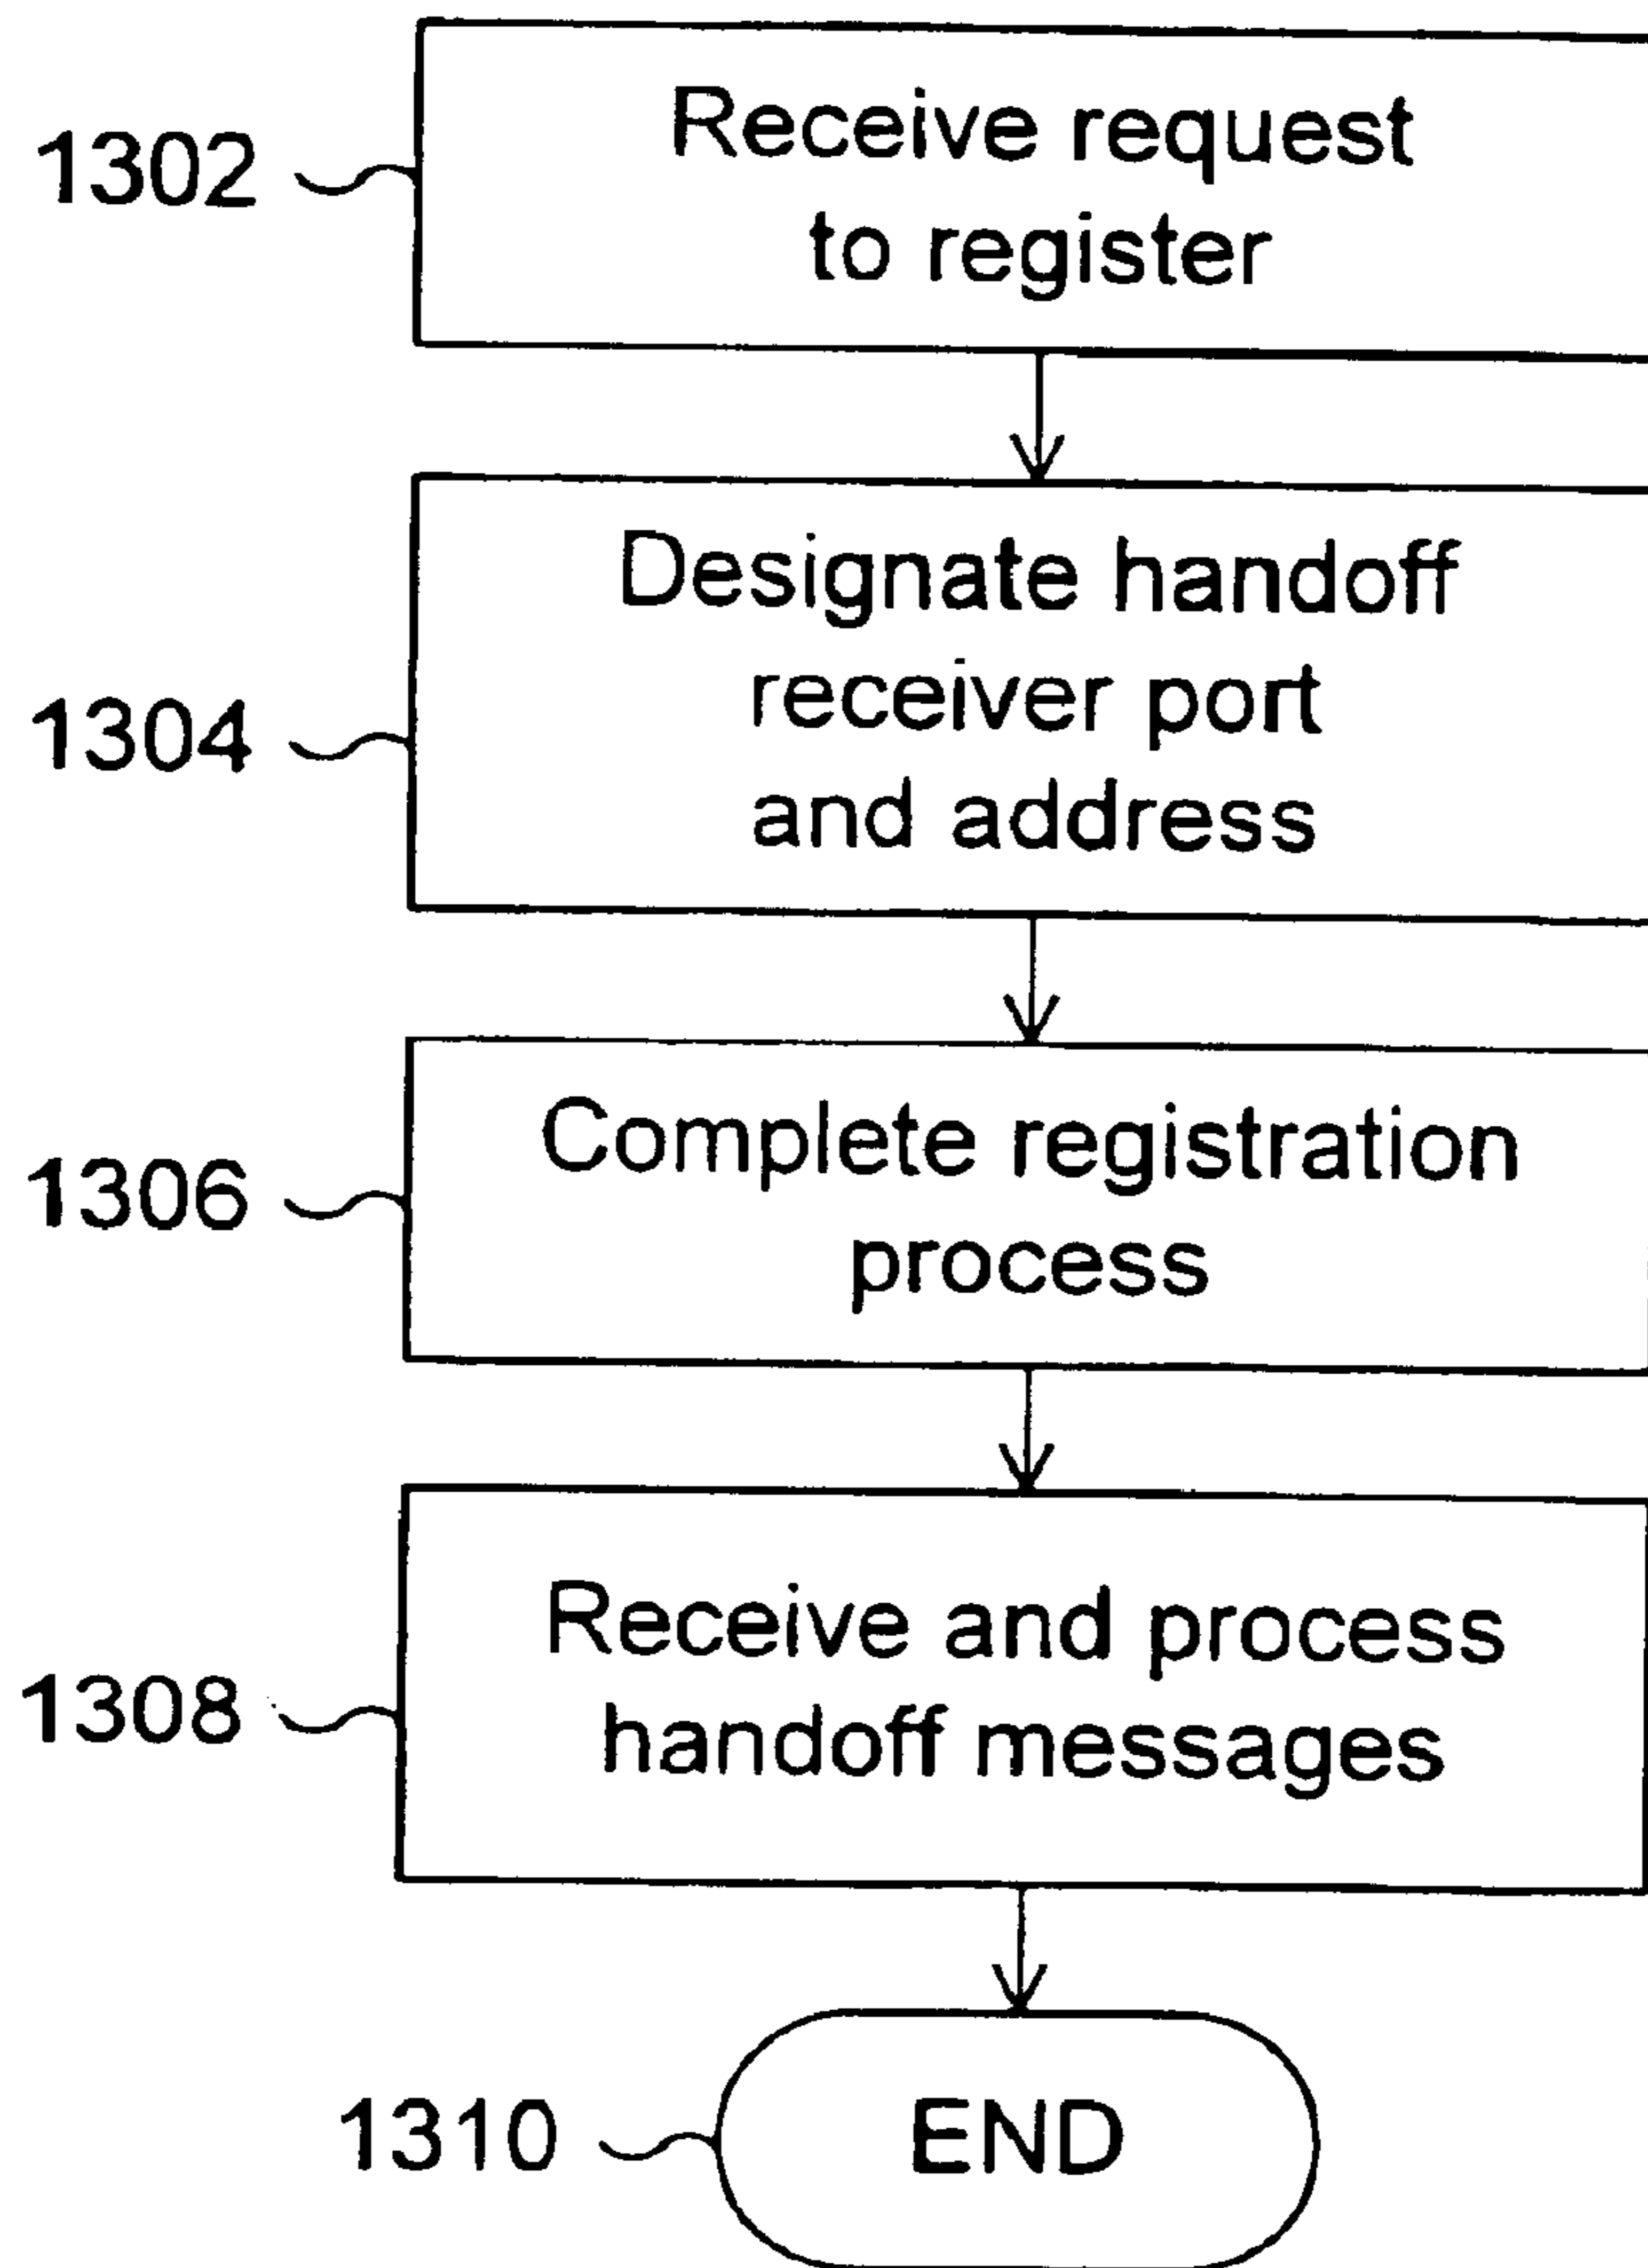 1302
Receive request
to register
1304
Designate handoff
receiver port
and address
1306
Complete registration
process
1308
Receive and process
handoff messages
1310
END